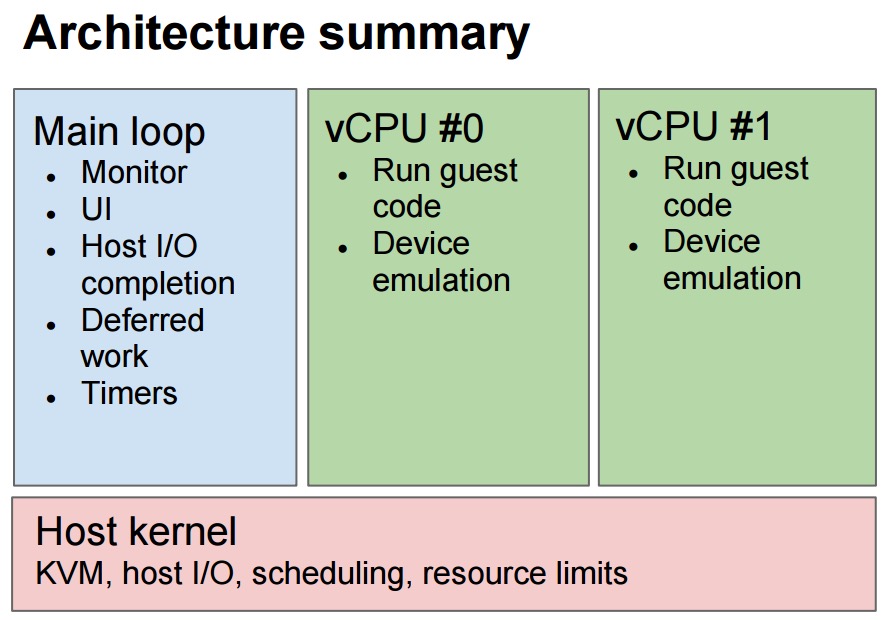 Architecture summary
Main loop
• Monitor
• UI
• Host I/O
completion
• Deferred
work
• Timers
vCPU #0
• Run guest
code
• Device
emulation
vCPU #1
• Run guest
code
• Device
emulation
Host kernel
KVM, host I/O, scheduling, resource limits